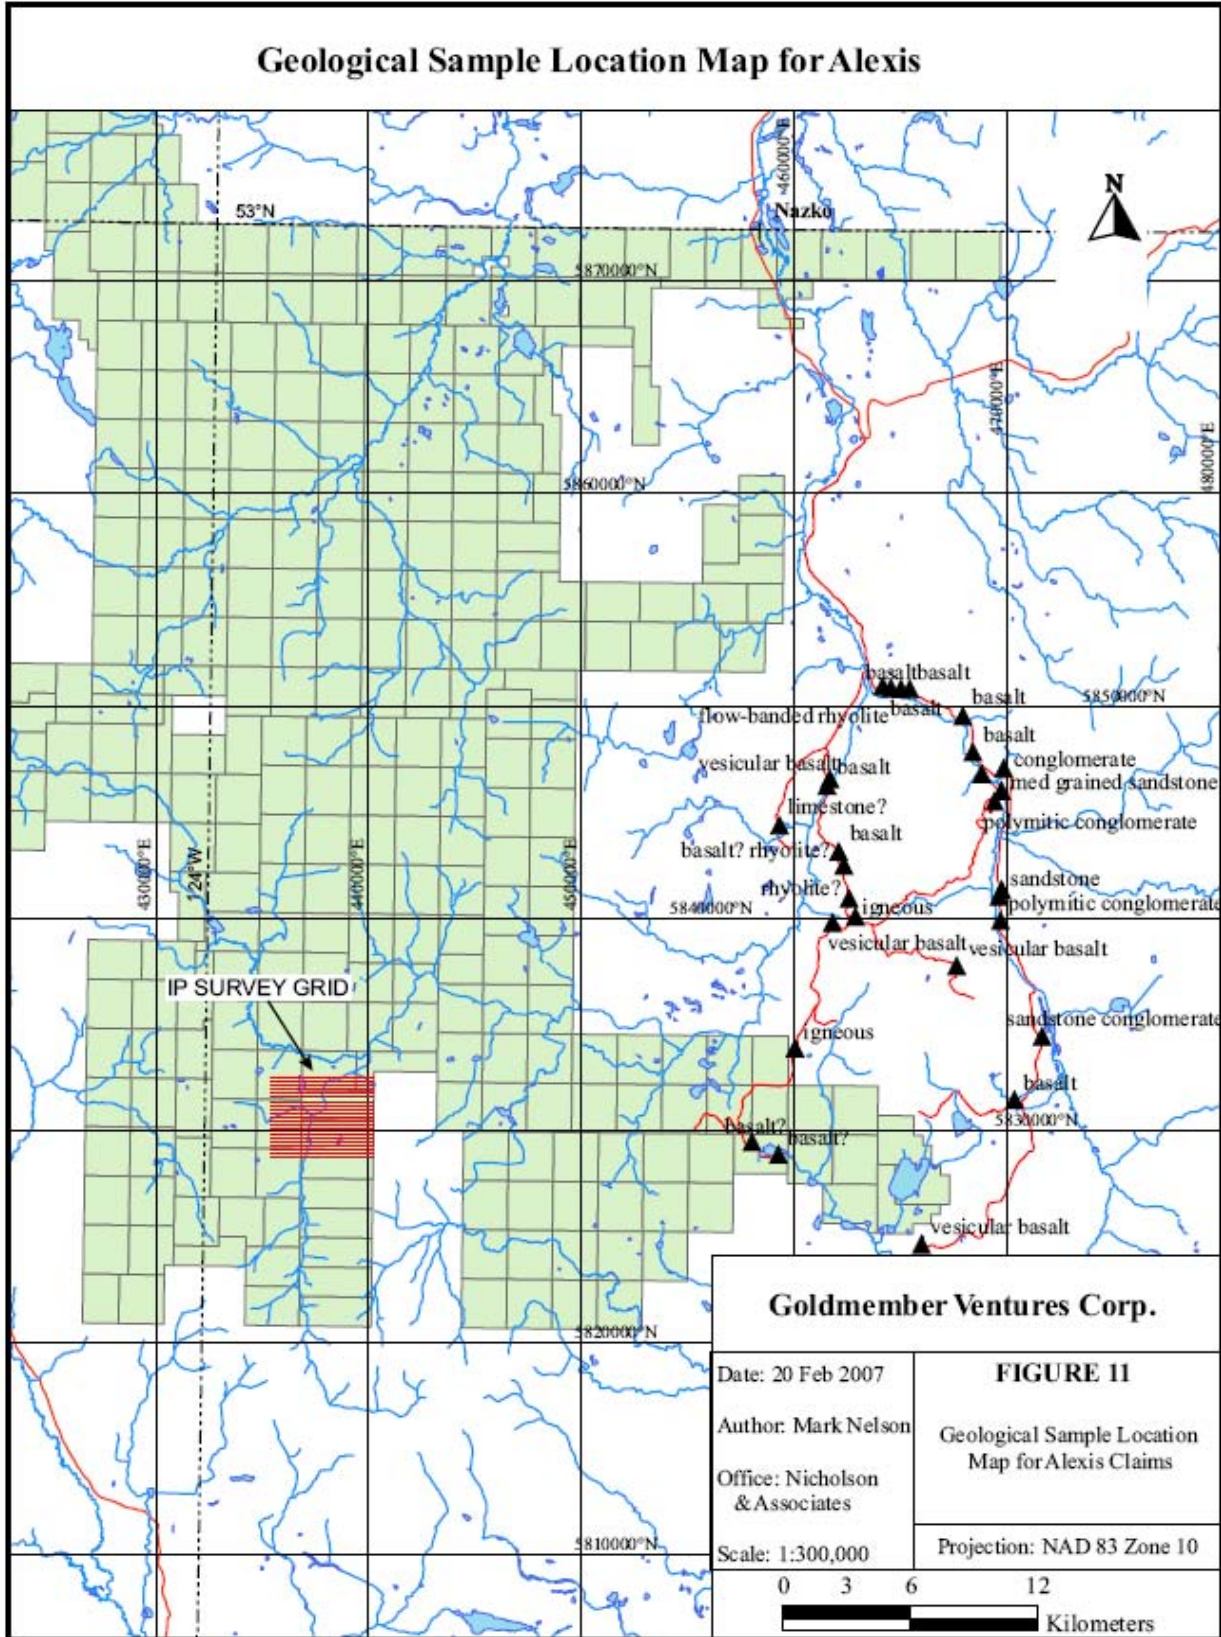 Geological Sample Location Map for Alexis
460000°E
N
53°N
Nazko
5870000°N
470000°E
480000°E
5860000°N
basalt
basalt
5850000°N
basalt
flow-banded rhyolite
basalt
basalt
vesicular basalt
basalt
conglomerate
med grained sandstone
limestone?
polymitic conglomerate
basalt
430000°E
124°W
440000°E
450000°E
basalt? rhyolite?
rhyolite?
sandstone
5840000°N
igneous
polymitic conglomerate
vesicular basalt
vesicular basalt
IP SURVEY GRID
sandstone conglomerate
igneous
basalt
5830000°N
basalt?
basalt?
vesicular basalt
Goldmember Ventures Corp.
5820000°N
Date: 20 Feb 2007
Author: Mark Nelson
Office: Nicholson
& Associates
Scale: 1:300,000
FIGURE 11
Geological Sample Location
Map for Alexis Claims
Projection: NAD 83 Zone 10
5810000°N
0 3 6 12
Kilometers